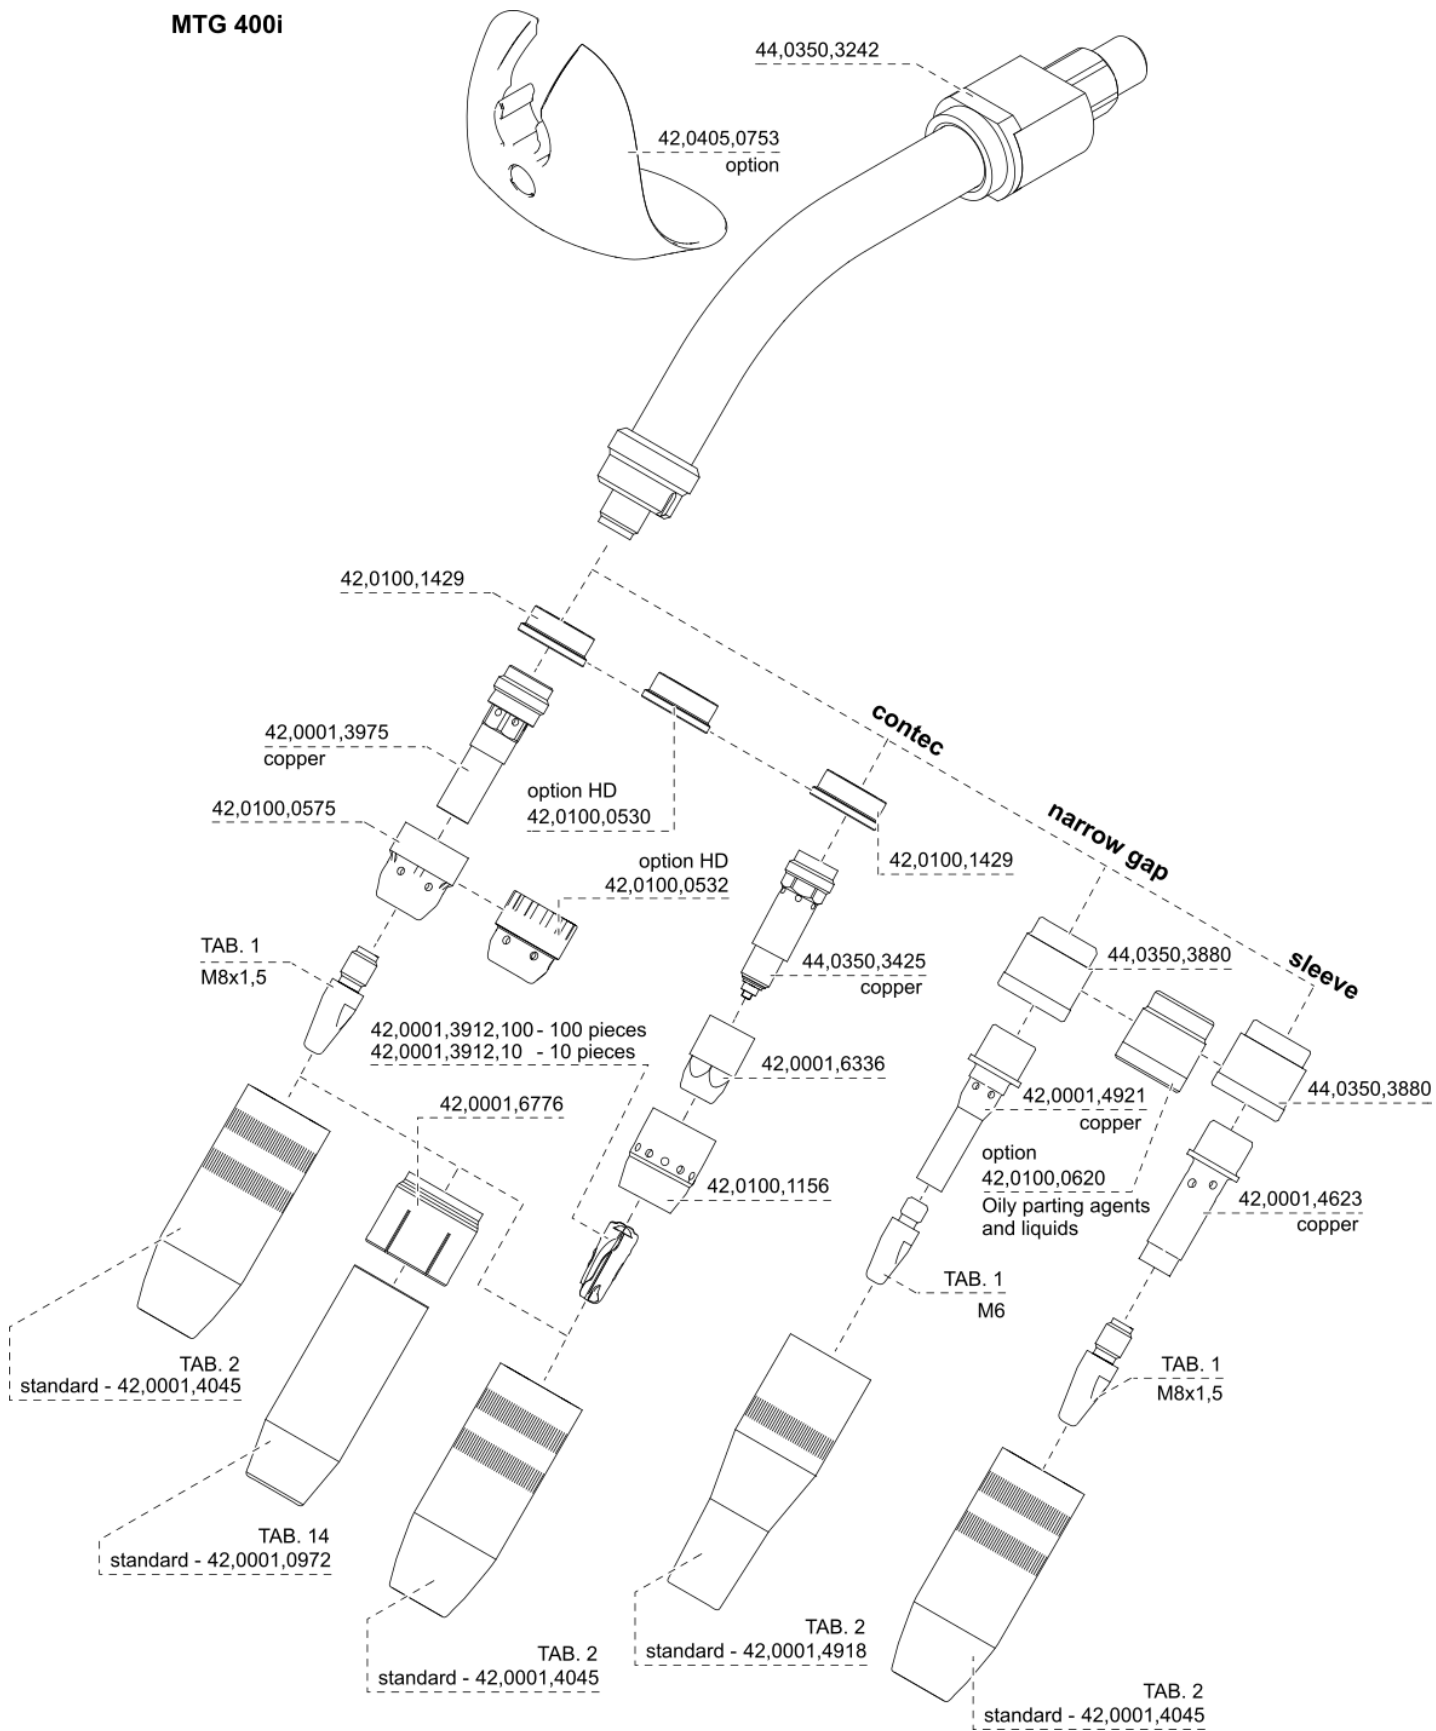 MTG 400i
44,0350,3242
42,0405,0753
option
42,0100,1429
contec
42,0001,3975
copper
option HD
42,0100,0530
42,0100,0575
narrow gap
42,0100,1429
option HD
42,0100,0532
TAB. 1
M8x1,5
44,0350,3425
copper
44,0350,3880
sleeve
42,0001,3912,100 - 100 pieces
42,0001,3912,10 - 10 pieces
42,0001,6336
42,0001,6776
42,0001,4921
copper
44,0350,3880
option
42,0100,0620
Oily parting agents
and liquids
42,0100,1156
42,0001,4623
copper
TAB. 1
M6
TAB. 2
standard - 42,0001,4045
TAB. 1
M8x1,5
TAB. 14
standard - 42,0001,0972
TAB. 2
standard - 42,0001,4045
TAB. 2
standard - 42,0001,4918
TAB. 2
standard - 42,0001,4045